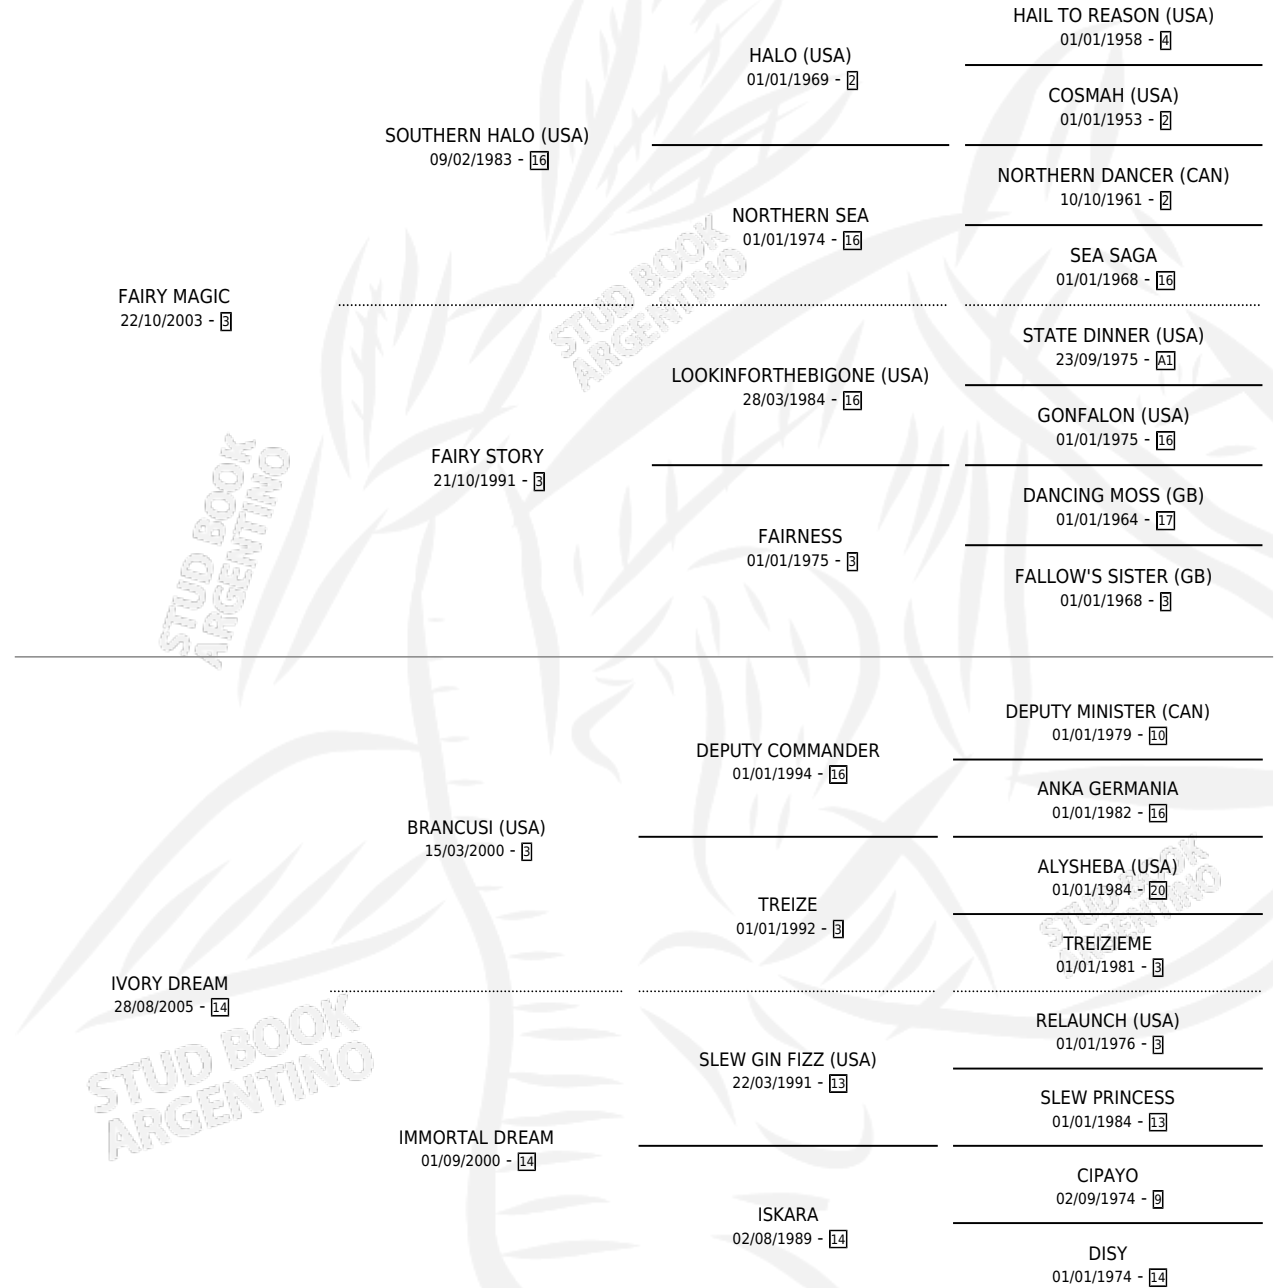 HAIL TO REASON (USA)
01/01/1958 - 4
HALO (USA)
01/01/1969 - 2
COSMAH (USA)
01/01/1953 - 2
SOUTHERN HALO (USA)
09/02/1983 - 16
NORTHERN DANCER (CAN)
10/10/1961 - 2
NORTHERN SEA
01/01/1974 - 16
SEA SAGA
01/01/1968 - 16
FAIRY MAGIC
22/10/2003 - 3
STUD BOOK
ARGENTINO
STATE DINNER (USA)
23/09/1975 - A1
LOOKINFORTHEBIGONE (USA)
28/03/1984 - 16
GONFALON (USA)
01/01/1975 - 16
FAIRY STORY
21/10/1991 - 3
DANCING MOSS (GB)
01/01/1964 - 17
FAIRNESS
01/01/1975 - 3
FALLOW'S SISTER (GB)
01/01/1968 - 3
STUD BOOK
ARGENTINO
DEPUTY MINISTER (CAN)
01/01/1979 - 10
DEPUTY COMMANDER
01/01/1994 - 16
ANKA GERMANIA
01/01/1982 - 16
BRANCUSI (USA)
15/03/2000 - 3
ALYSHEBA (USA)
01/01/1984 - 20
TREIZE
01/01/1992 - 3
STUD BOOK
ARGENTINO
TREIZIEME
01/01/1981 - 3
IVORY DREAM
28/08/2005 - 14
STUD BOOK
ARGENTINO
RELAUNCH (USA)
01/01/1976 - 3
SLEW GIN FIZZ (USA)
22/03/1991 - 13
SLEW PRINCESS
01/01/1984 - 13
IMMORTAL DREAM
01/09/2000 - 14
CIPAYO
02/09/1974 - 9
ISKARA
02/08/1989 - 14
DISY
01/01/1974 - 14